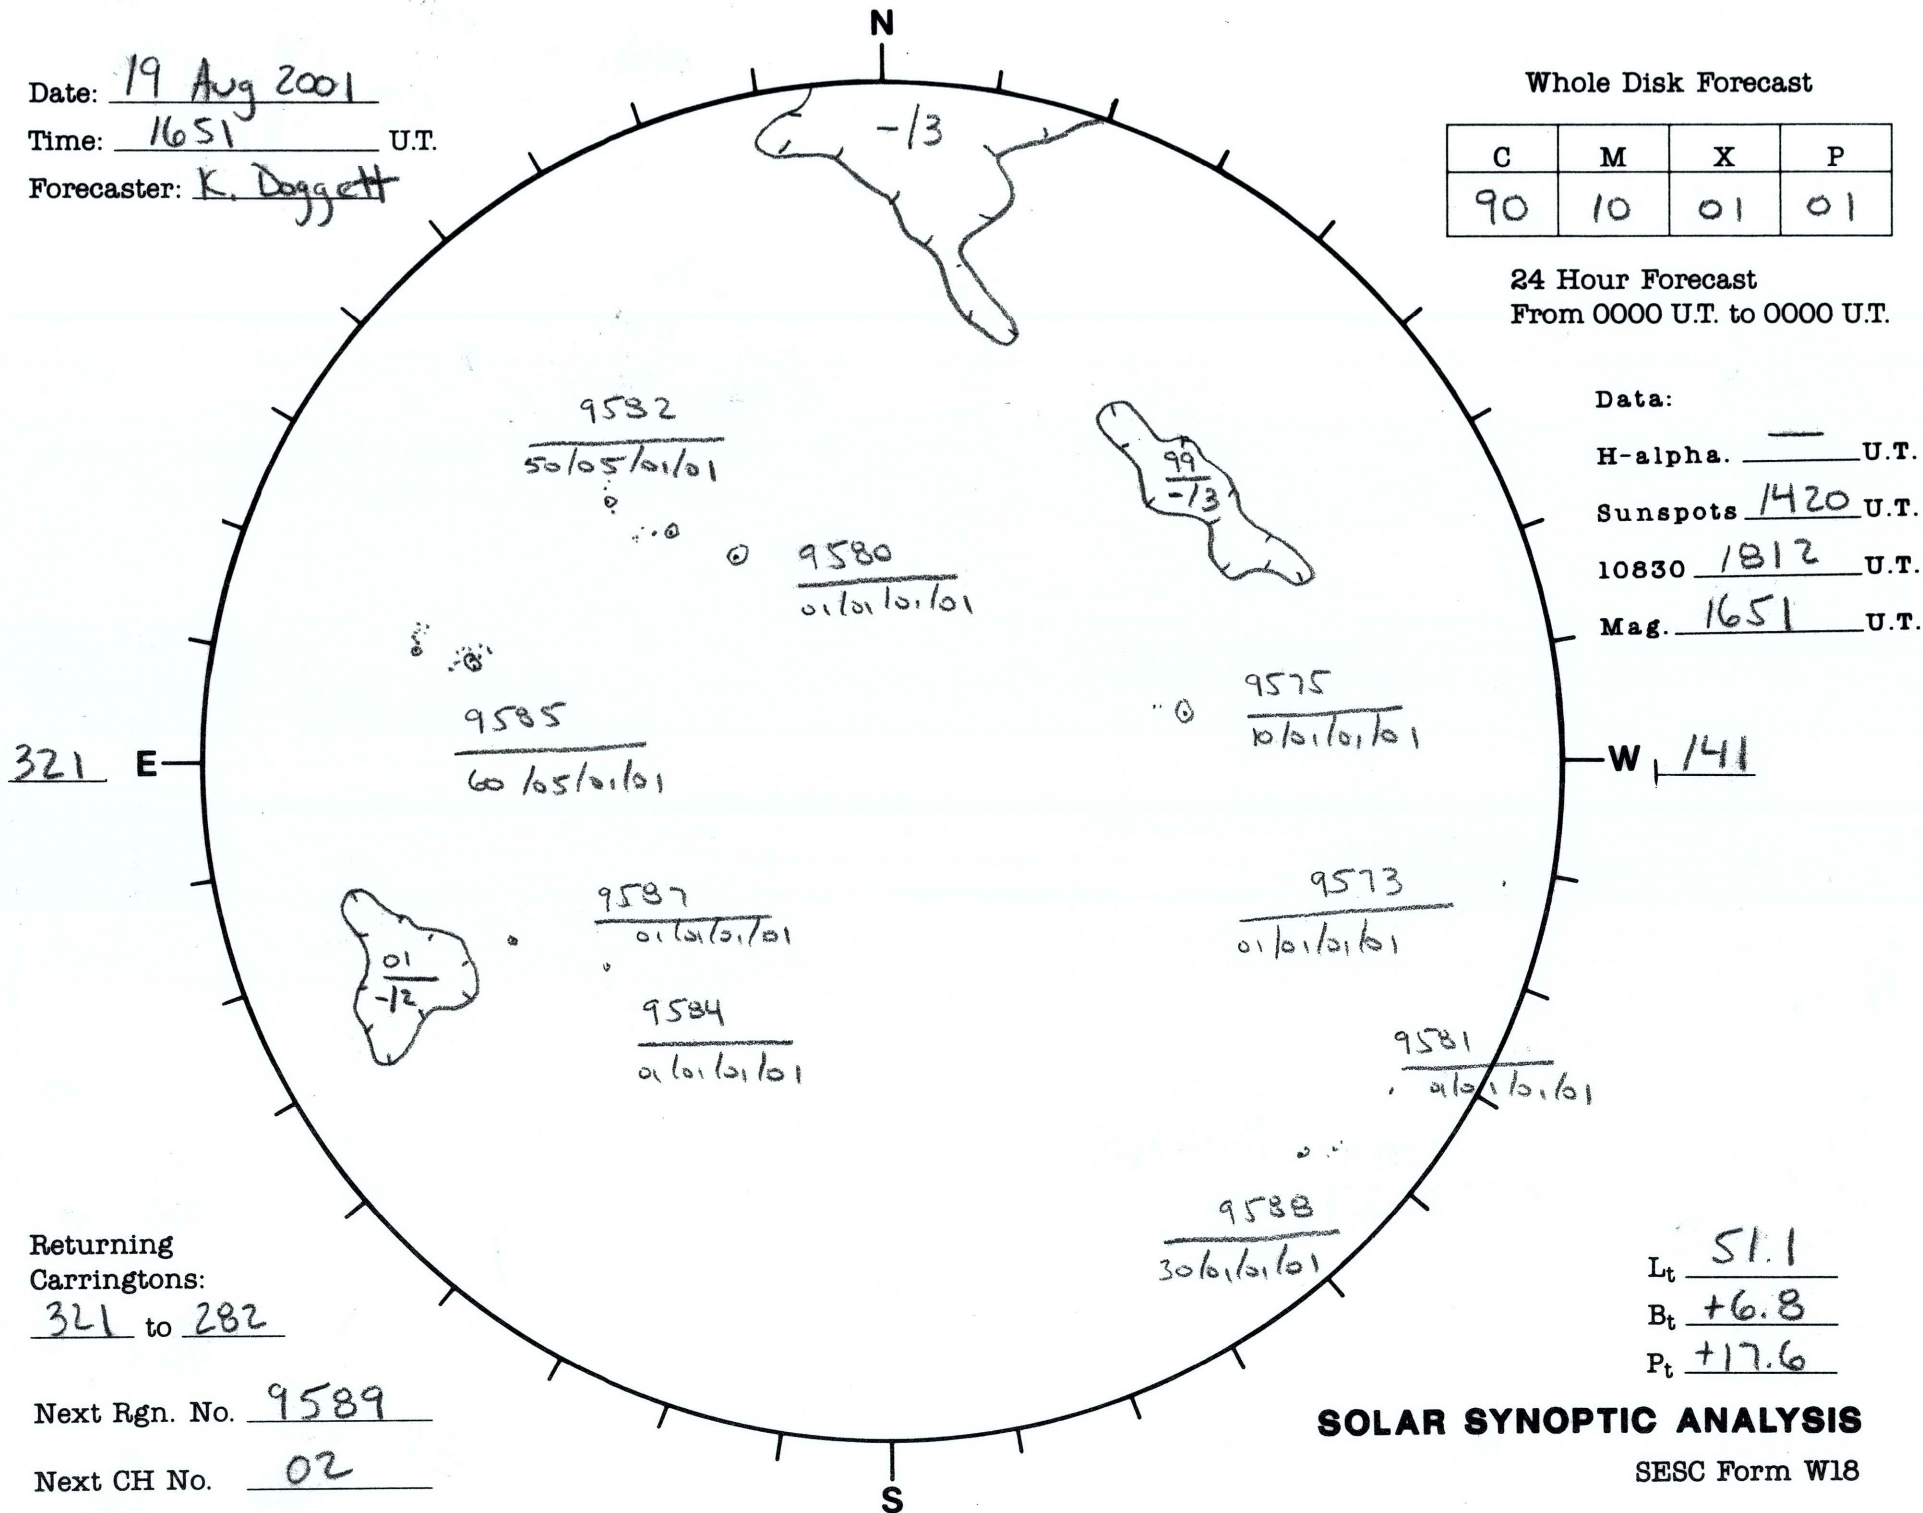 N
Date: 19 Aug 2001
Time: 1651 U.T.
Forecaster: K. Doggett
Whole Disk Forecast
C M X P
90 10 01 01
24 Hour Forecast
From 0000 U.T. to 0000 U.T.
Data:
H-alpha. — U.T.
Sunspots 1420 U.T.
10830 1812 U.T.
Mag. 1651 U.T.
-/3
9582
50/05/01/01
99
-/3
9580
01/01/01/01
9575
10/01/01/01
9585
60/05/01/01
321 E
W 141
9587
01/01/01/01
9573
01/01/01/01
01
-/2
9584
01/01/01/01
9581
01/01/01/01
9588
30/01/01/01
Returning
Carringtons:
321 to 282
Next Rgn. No. 9589
Next CH No. 02
Lt 51.1
Bt +6.8
Pt +17.6
SOLAR SYNOPTIC ANALYSIS
SESC Form W18
S